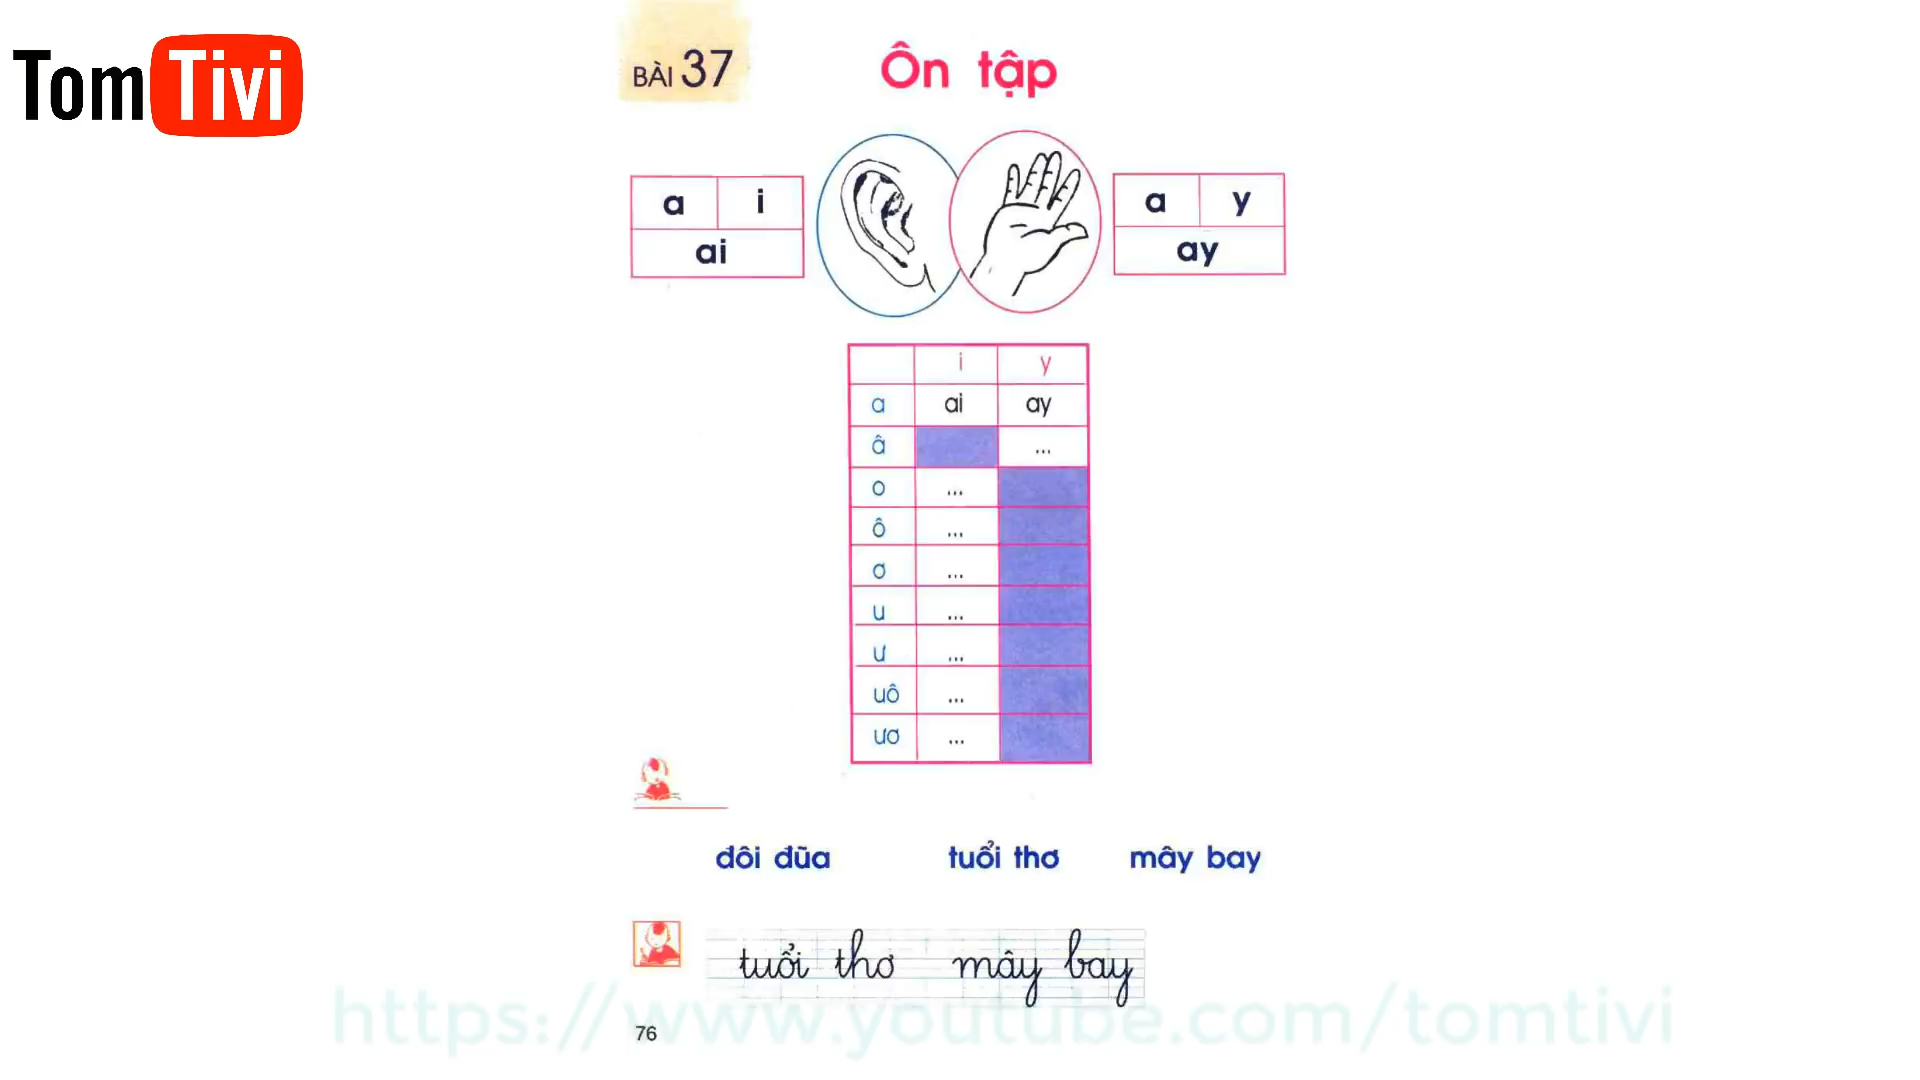 Tom Tivi
BÀI 37
Ôn tập
a i
ai
a y
ay
i y
a ai ay
â ...
o ...
ô ...
ơ ...
u ...
ư ...
uô ...
ươ ...
đôi đũa tuổi thơ mây bay
tuổi thơ mây bay
https://www.youtube.com/tomtivi
76